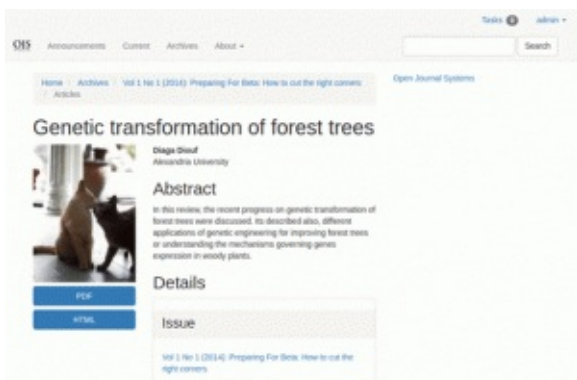 Tasks 0 admin
OJS Announcements Current Archives About Search
Home / Archives / Vol 1 No 1 (2014): Preparing For Beta: How to cut the right corners
/ Articles
Open Journal Systems
Genetic transformation of forest trees
Diaga Diouf
Alexandria University
Abstract
In this review, the recent progress on genetic transformation of
forest trees were discussed. Its described also, different
applications of genetic engineering for improving forest trees
or understanding the mechanisms governing genes
expression in woody plants.
PDF
HTML
Details
Issue
Vol 1 No 1 (2014): Preparing For Beta: How to cut the
right corners